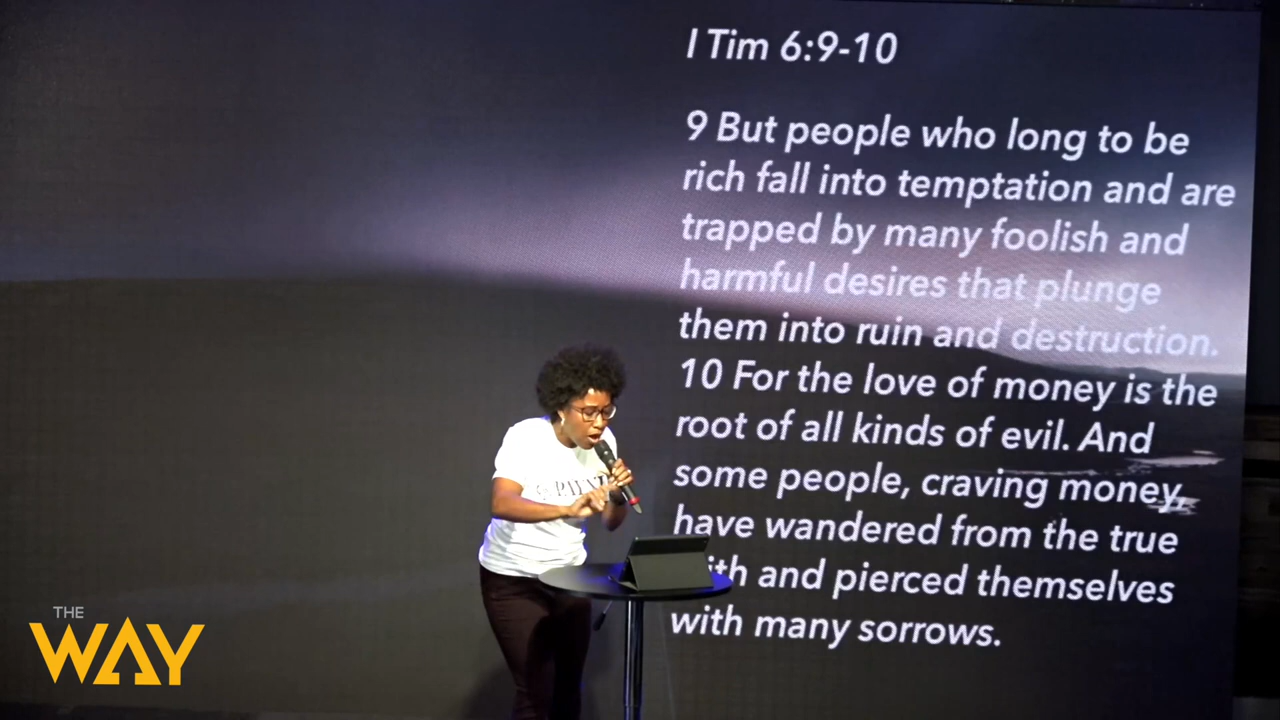 I Tim 6:9-10
9 But people who long to be
rich fall into temptation and are
trapped by many foolish and
harmful desires that plunge
them into ruin and destruction.
10 For the love of money is the
root of all kinds of evil. And
some people, craving money,
have wandered from the true
and pierced themselves
with many sorrows.
THE
WAY